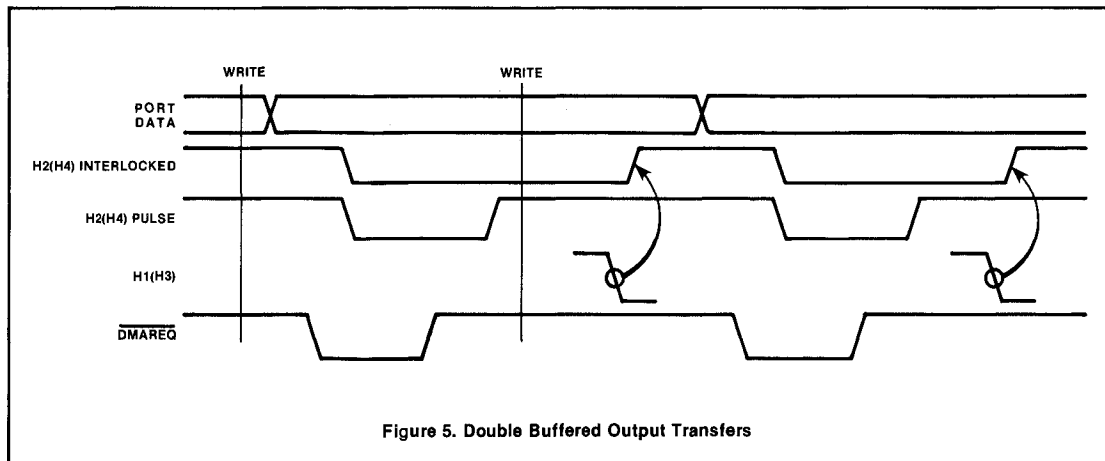 WRITE WRITE
PORT
DATA
H2(H4) INTERLOCKED
H2(H4) PULSE
H1(H3)
DMAREQ
Figure 5. Double Buffered Output Transfers